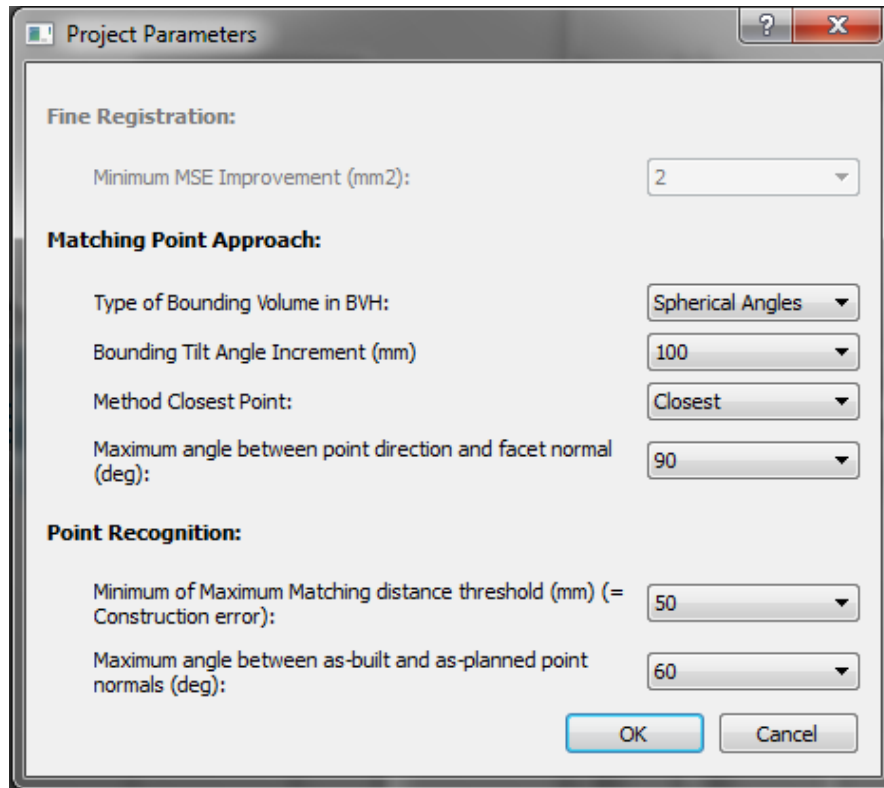 Project Parameters
Fine Registration:
Minimum MSE Improvement (mm2): 2
Matching Point Approach:
Type of Bounding Volume in BVH: Spherical Angles
Bounding Tilt Angle Increment (mm) 100
Method Closest Point: Closest
Maximum angle between point direction and facet normal
(deg): 90
Point Recognition:
Minimum of Maximum Matching distance threshold (mm) (=
Construction error): 50
Maximum angle between as-built and as-planned point
normals (deg): 60
OK Cancel